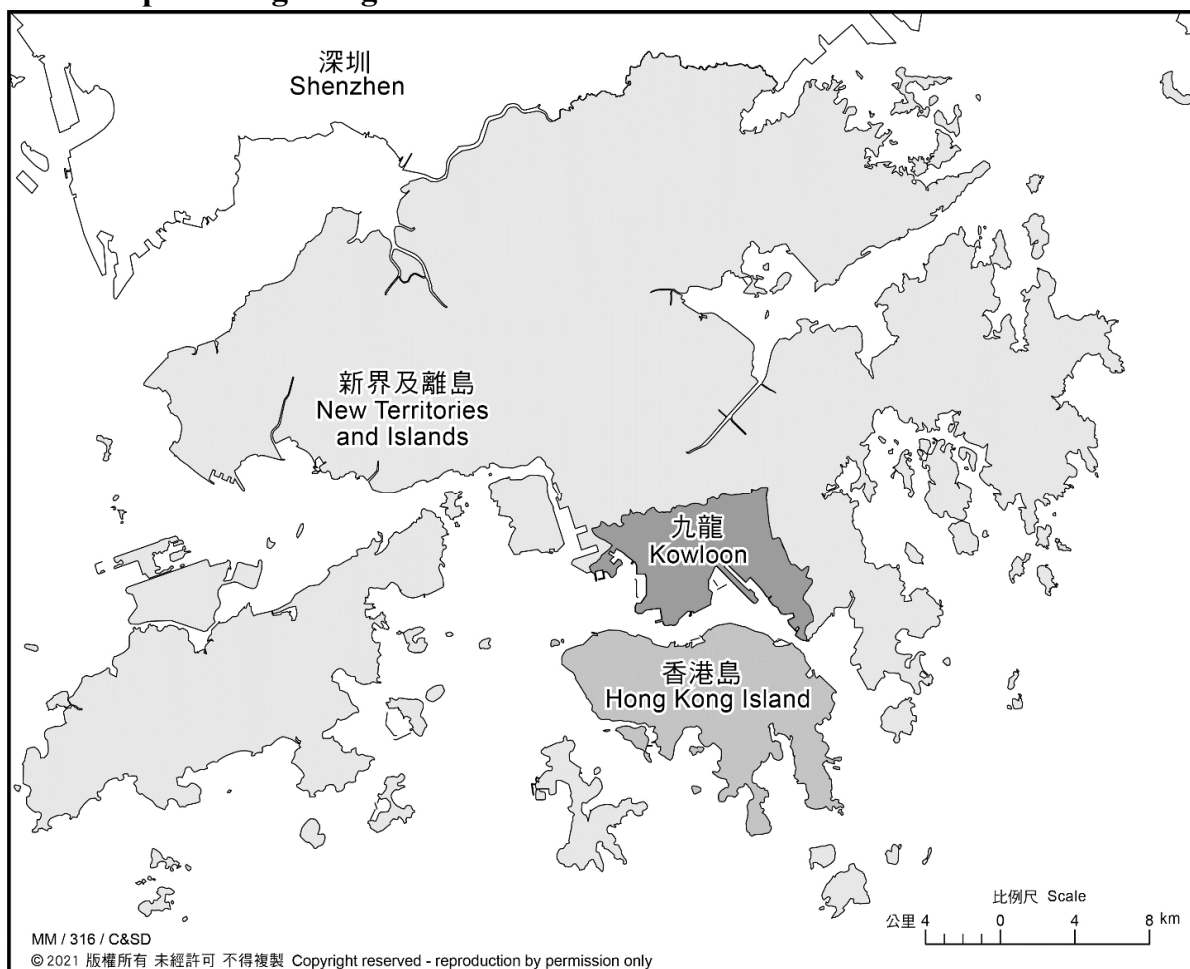 深圳
Shenzhen
新界及離島
New Territories
and Islands
九龍
Kowloon
香港島
Hong Kong Island
比例尺 Scale
公里 4 0 4 8 km
MM / 316 / C&SD
© 2021 版權所有 未經許可 不得複製 Copyright reserved - reproduction by permission only